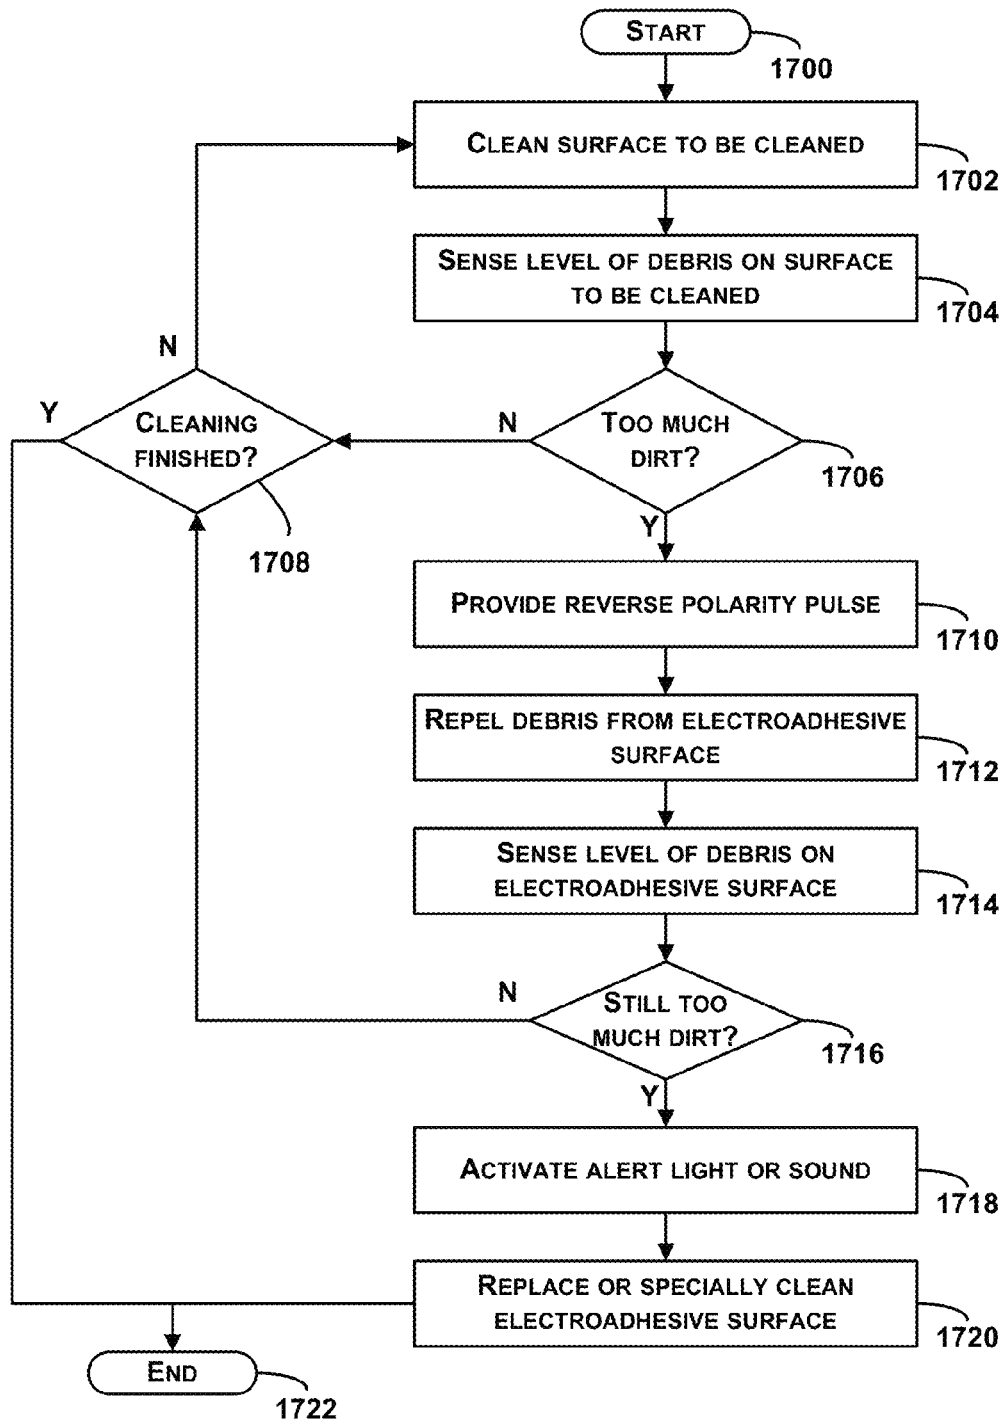 START
1700
CLEAN SURFACE TO BE CLEANED
1702
SENSE LEVEL OF DEBRIS ON SURFACE
TO BE CLEANED
1704
N
Y
CLEANING
FINISHED?
1708
N
TOO MUCH
DIRT?
1706
Y
PROVIDE REVERSE POLARITY PULSE
1710
REPEL DEBRIS FROM ELECTROADHESIVE
SURFACE
1712
SENSE LEVEL OF DEBRIS ON
ELECTROADHESIVE SURFACE
1714
N
STILL TOO
MUCH DIRT?
1716
Y
ACTIVATE ALERT LIGHT OR SOUND
1718
REPLACE OR SPECIALLY CLEAN
ELECTROADHESIVE SURFACE
1720
END
1722